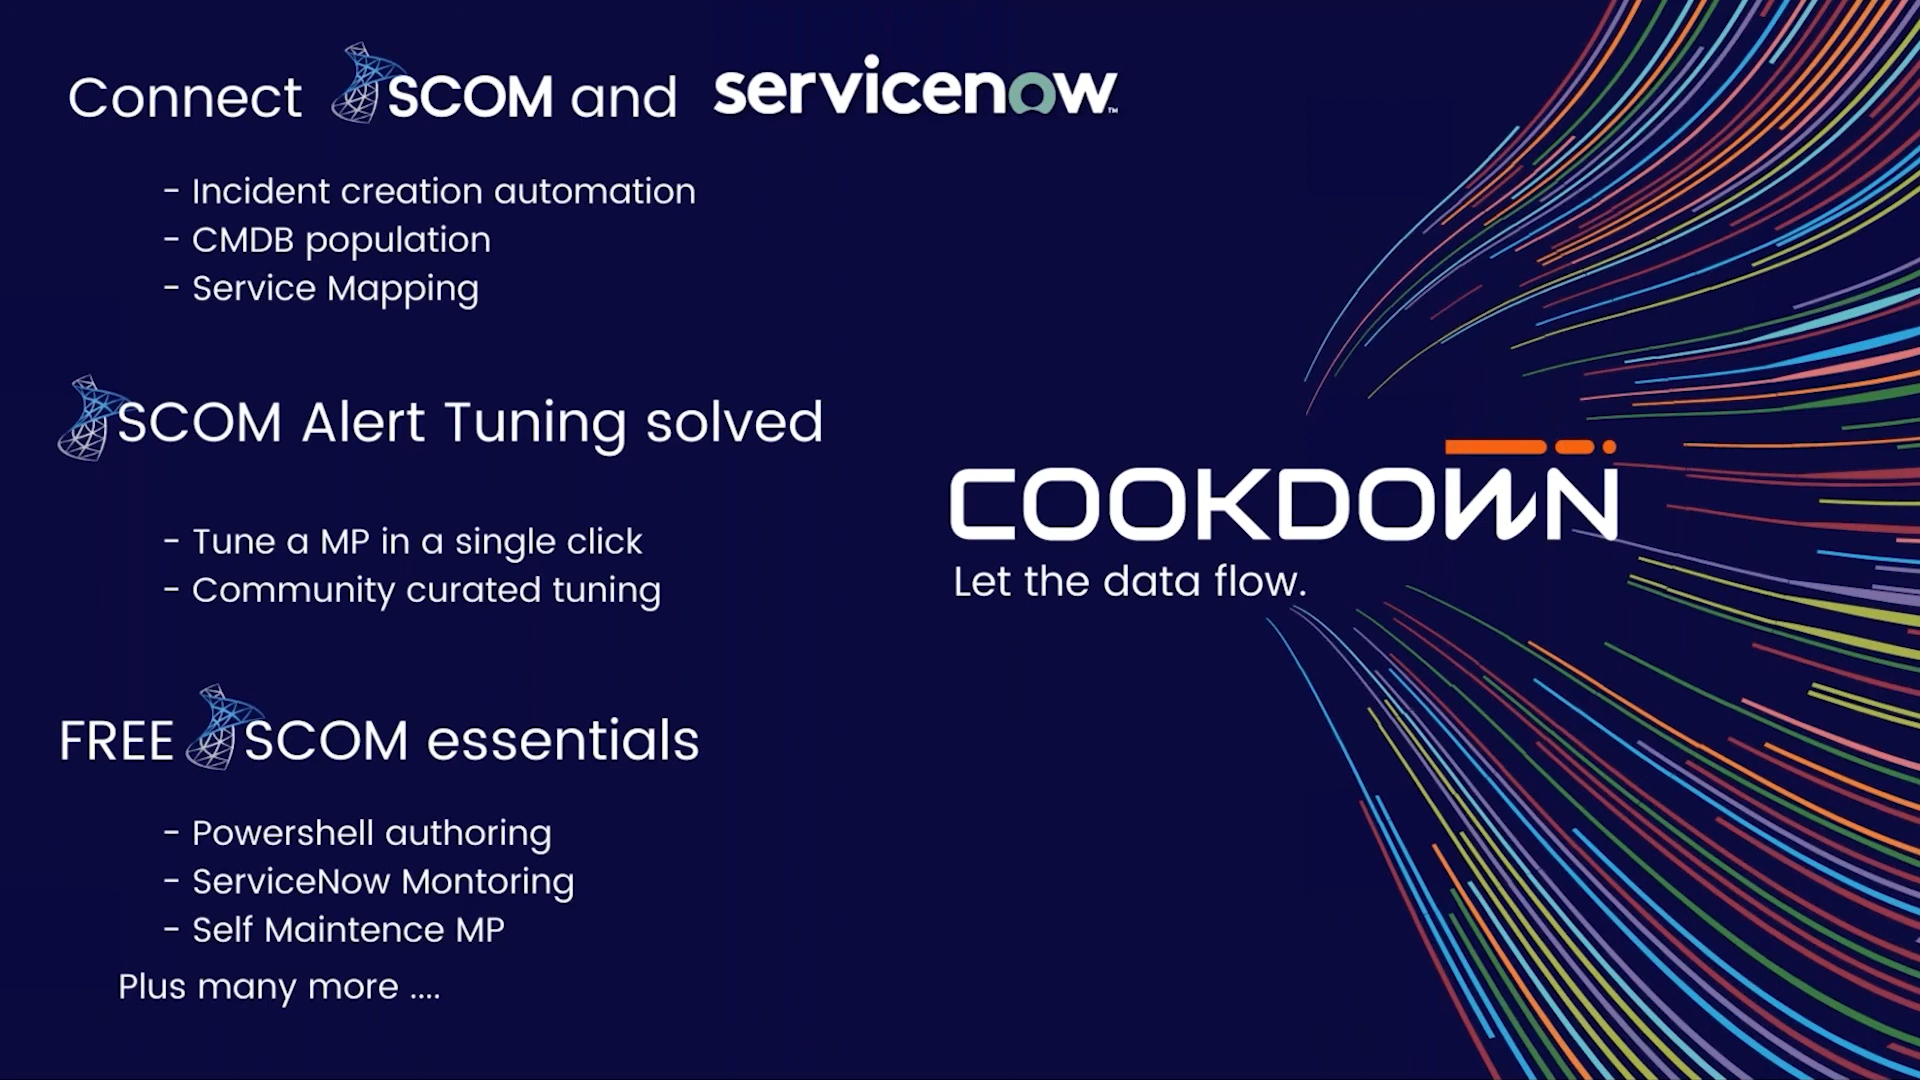 Connect SCOM and servicenow™
- Incident creation automation
- CMDB population
- Service Mapping
SCOM Alert Tuning solved
- Tune a MP in a single click
- Community curated tuning
FREE SCOM essentials
- Powershell authoring
- ServiceNow Montoring
- Self Maintence MP
Plus many more ....
COOKDOWN
Let the data flow.